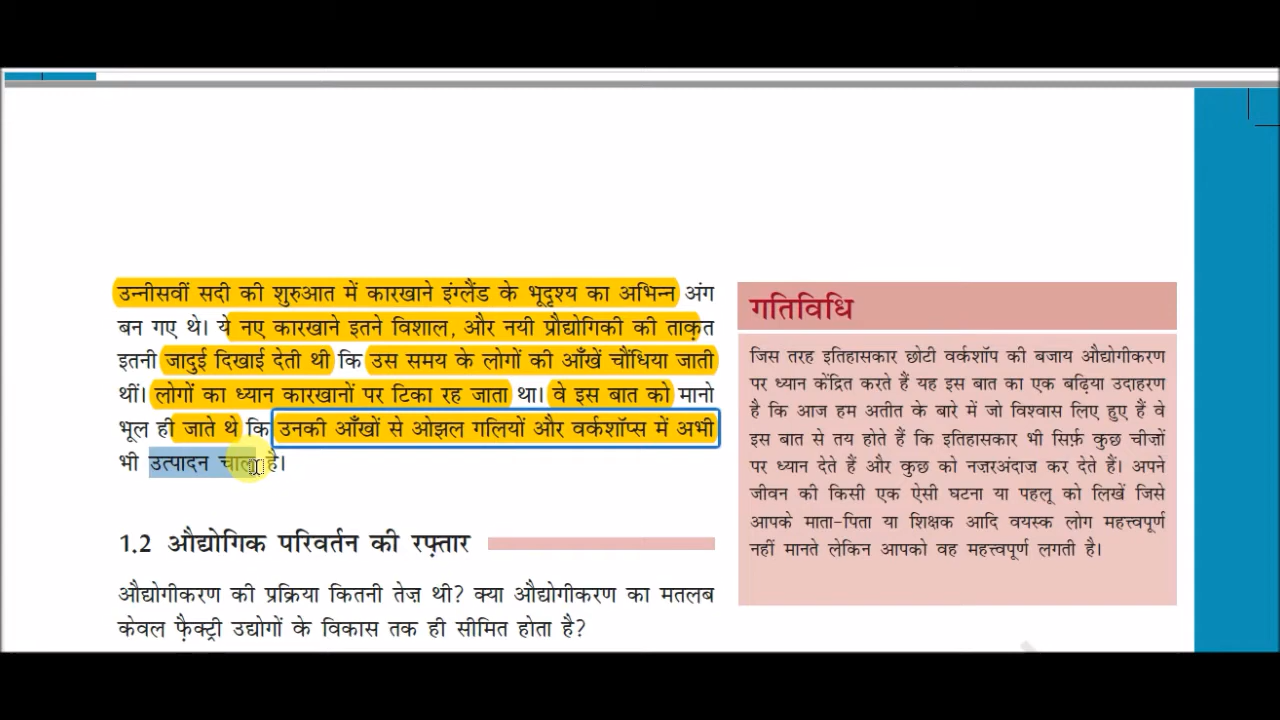 उन्नीसवीं सदी की शुरुआत में कारखाने इंग्लैंड के भूदृश्य का अभिन्न अंग
बन गए थे। ये नए कारखाने इतने विशाल, और नयी प्रौद्योगिकी की ताक़त
इतनी जादुई दिखाई देती थी कि उस समय के लोगों की आँखें चौंधिया जाती
थीं। लोगों का ध्यान कारखानों पर टिका रह जाता था। वे इस बात को मानो
भूल ही जाते थे कि उनकी आँखों से ओझल गलियों और वर्कशॉप्स में अभी
भी उत्पादन चालू है।
1.2 औद्योगिक परिवर्तन की रफ़्तार
औद्योगीकरण की प्रक्रिया कितनी तेज़ थी? क्या औद्योगीकरण का मतलब
केवल फ़ैक्ट्री उद्योगों के विकास तक ही सीमित होता है?
गतिविधि
जिस तरह इतिहासकार छोटी वर्कशॉप की बजाय औद्योगीकरण
पर ध्यान केंद्रित करते हैं यह इस बात का एक बढ़िया उदाहरण
है कि आज हम अतीत के बारे में जो विश्वास लिए हुए हैं वे
इस बात से तय होते हैं कि इतिहासकार भी सिर्फ़ कुछ चीज़ों
पर ध्यान देते हैं और कुछ को नज़रअंदाज़ कर देते हैं। अपने
जीवन की किसी एक ऐसी घटना या पहलू को लिखें जिसे
आपके माता-पिता या शिक्षक आदि वयस्क लोग महत्त्वपूर्ण
नहीं मानते लेकिन आपको वह महत्त्वपूर्ण लगती है।